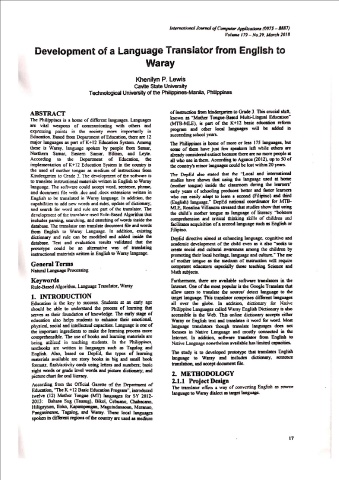 International Journal of Computer Applications (0975 – 8887)
Volume 179 – No.29, March 2018
Development of a Language Translator from English to
Waray
Khenilyn P. Lewis
Cavite State University
Technological University of the Philippines-Manila, Philippines
ABSTRACT
The Philippines is a home of different languages. Languages
are vital weapons of communicating with others and
expressing points in the society more importantly in
Education. Based from Department of Education, there are 12
major languages as part of K+12 Education System. Among
these is Waray, language spoken by people from Samar,
Northern Samar, Eastern Samar, Biliran, and Leyte.
According to the Department of Education, the
implementation of K+12 Education System in the country is
the used of mother tongue as medium of instructions from
Kindergarten to Grade 3. The development of the software is
to translate instructional materials written in English to Waray
language. The software could accept word, sentence, phrase,
and document file with .doc and .docx extensions written in
English to be translated in Waray language. In addition, the
capabilities to add new words and rules, update of dictionary,
and search for word and rule are part of the translator. The
development of the translator used Rule-Based Algorithm that
includes parsing, searching, and matching of words inside the
database. The translator can translate document file and words
from English to Waray Language. In addition, existing
dictionary and rule can be modified and added inside the
database. Test and evaluation results validated that the
prototype could be an alternative way of translating
instructional materials written in English to Waray language.
General Terms
Natural Language Processing.
Keywords
Rule-Based Algorithm, Language Translator, Waray
1. INTRODUCTION
Education is the key to success. Students at an early age
should be able to understand the process of learning that
serves as their foundation of knowledge. The early stage of
education also helps students to enhance their emotional,
physical, social and intellectual capacities. Language is one of
the important ingredients to make the learning process more
comprehensible. The use of books and learning materials are
being utilized in teaching students. In the Philippines,
textbooks are written in languages such as Tagalog and
English. Also, based on DepEd, the types of learning
materials available are story books in big and small book
formats; flashcards/s cards using letters and numbers; basic
sight words or grade level words and picture dictionary, and
picture chart for oral literacy.
According from the Official Gazette of the Department of
Education, "The K +12 Basic Education Program", introduced
twelve (12) Mother Tongue (MT) languages for SY 2012-
2013: Bahasa Sug (Tausug), Bikol, Cebuano, Chabacano,
Hiligaynon, Iloko, Kapampangan, Maguindanaoan, Maranao,
Pangasinense, Tagalog, and Waray. These local languages
spoken in different regions of the country are used as medium
of instruction from kindergarten to Grade 3. This crucial shift,
known as "Mother Tongue-Based Multi-Lingual Education"
(MTB-MLE), is part of the K+12 basic education reform
program and other local languages will be added in
succeeding school years.
The Philippines is home of more or less 175 languages, but
some of them have just few speakers left while others are
already considered extinct because there are no more people at
all who use in them. According to Agence (2012), up to 50 of
the country's minor languages could be lost within 20 years.
The DepEd also stated that the "Local and international
studies have shown that using the language used at home
(mother tongue) inside the classroom during the learners'
early years of schooling produces better and faster learners
who can easily adapt to learn a second (Filipino) and third
(English) language." DepEd national coordinator for MTB-
MLE, Rosalina Villaneza stressed that studies show that using
the child's mother tongue as language of literacy "bolsters
comprehension and critical thinking skills of children and
facilitates acquisition of a second language such as English or
Filipino.
DepEd directive aimed at enhancing language, cognitive and
academic development of the child even as it also "seeks to
create social and cultural awareness among the children by
promoting their local heritage, language and culture." The use
of mother tongue as the medium of instruction will require
competent educators especially those teaching Science and
Math subjects.
Furthermore, there are available software translators in the
Internet. One of the most popular is the Google Translate that
allow users to translate the source/ detect language to the
target language. This translator comprises different languages
all over the globe. In addition, dictionary for Native
Philippine Languages called Waray English Dictionary is also
accessible in the Web. This online dictionary accepts either
Waray or English text and translates it word for word. Most
language translations though translate languages does not
focuses in Native Language and mostly connected in the
Internet. In addition, software translate from English to
Native Language nonetheless available has limited capacities.
The study is to developed prototype that translates English
language to Waray and includes dictionary, sentence
translation, and accept document file.
2. METHODOLOGY
2.1.1 Project Design
The translator offers a way of converting English as source
language to Waray dialect as target language.
17